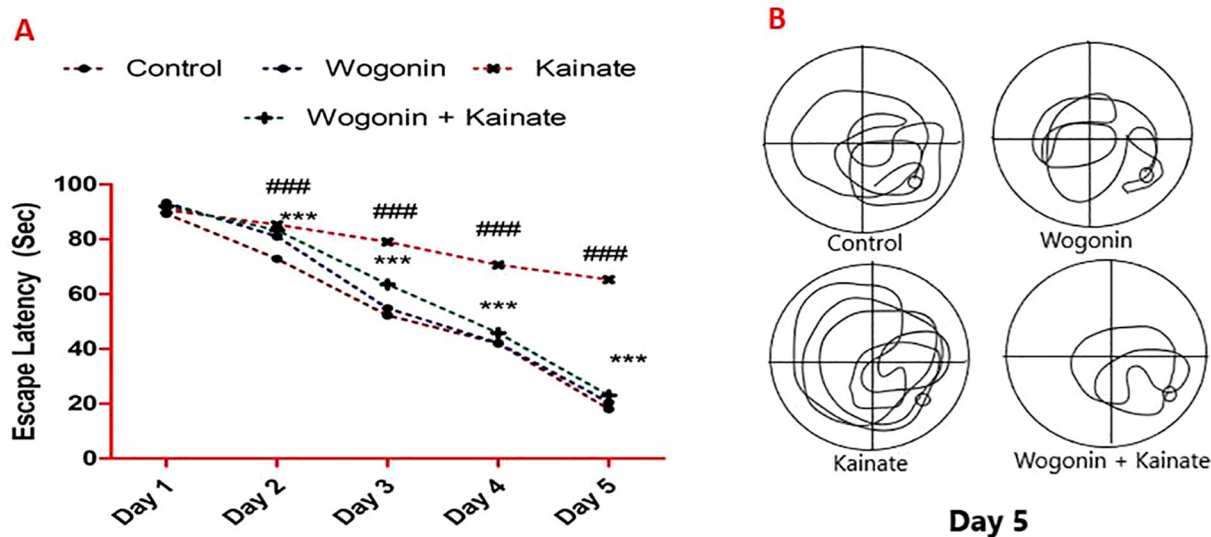 A
Control Wogonin Kainate
Wogonin + Kainate
Escape Latency (Sec)
100
80
60
40
20
0
###
***
###
***
###
***
###
***
Day 1 Day 2 Day 3 Day 4 Day 5
B
Control Wogonin
Kainate Wogonin + Kainate
Day 5